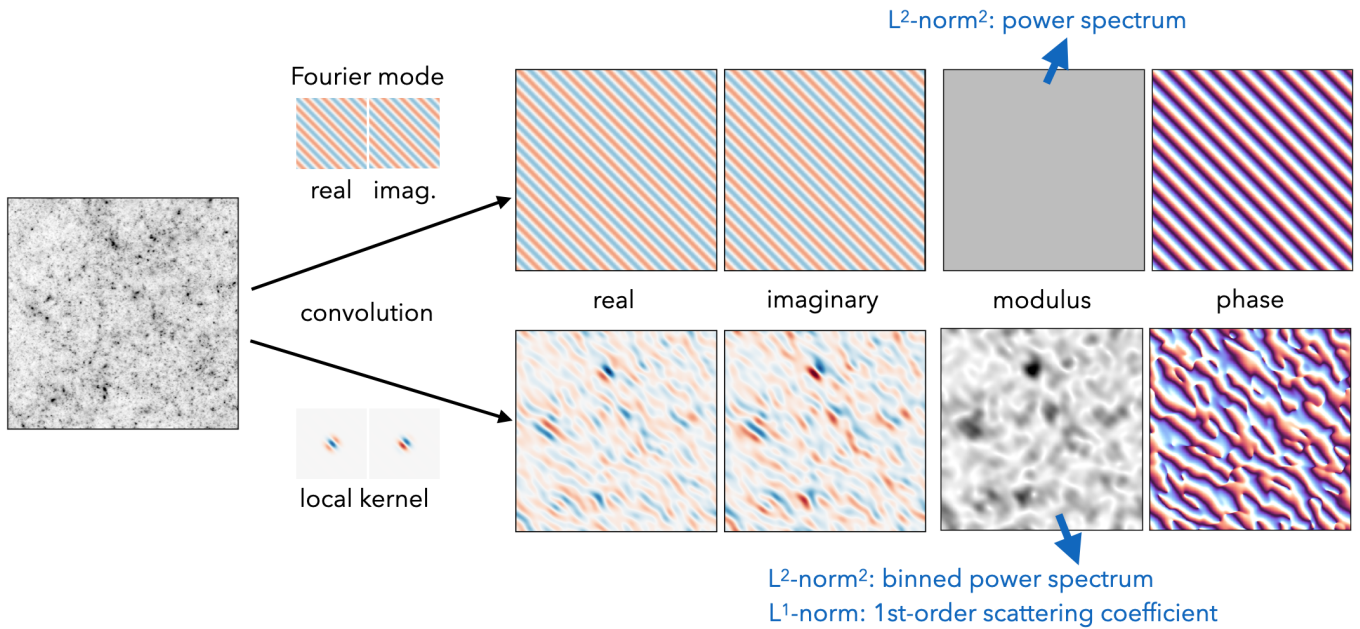 L²-norm²: power spectrum
Fourier mode
real imag.
convolution
real imaginary modulus phase
local kernel
L²-norm²: binned power spectrum
L¹-norm: 1st-order scattering coefficient